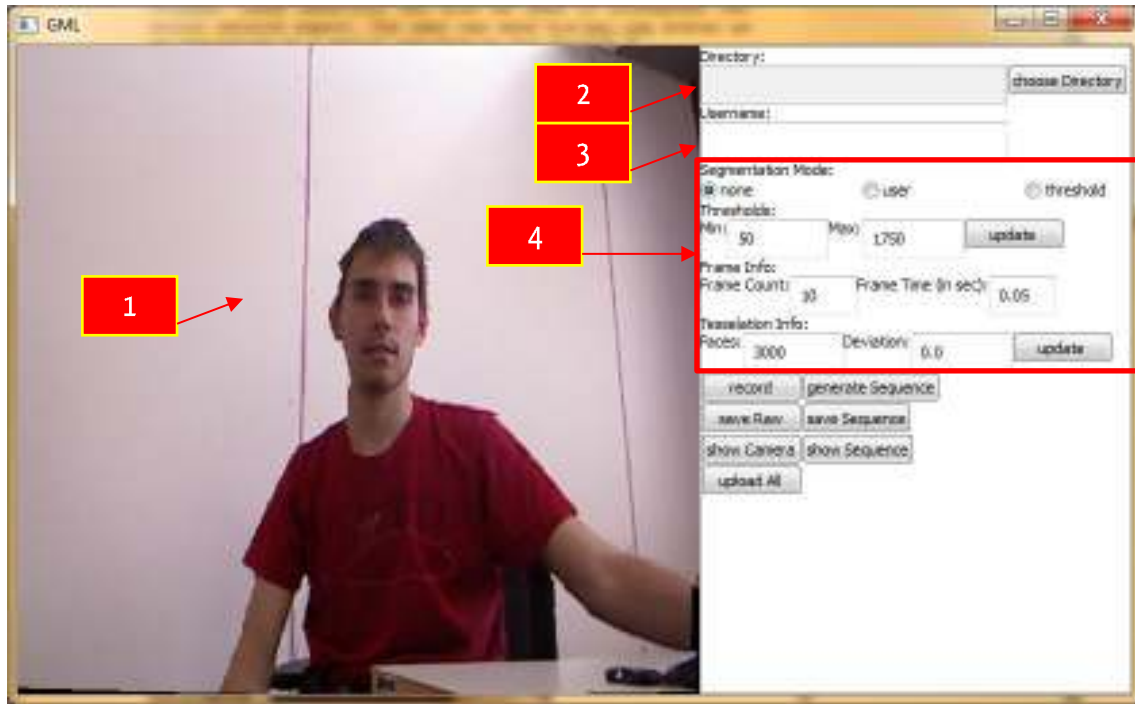 GML
Directory:
choose Directory
Username:
Segmentation Mode:
none user threshold
Thresholds:
Min: 50 Max: 1750 update
Frame Info:
Frame Count: 10 Frame Time (in sec): 0.05
Tesselation Info:
Faces: 3000 Deviation: 0.0 update
record generate Sequence
save Raw save Sequence
show Camera show Sequence
upload All
1
2
3
4